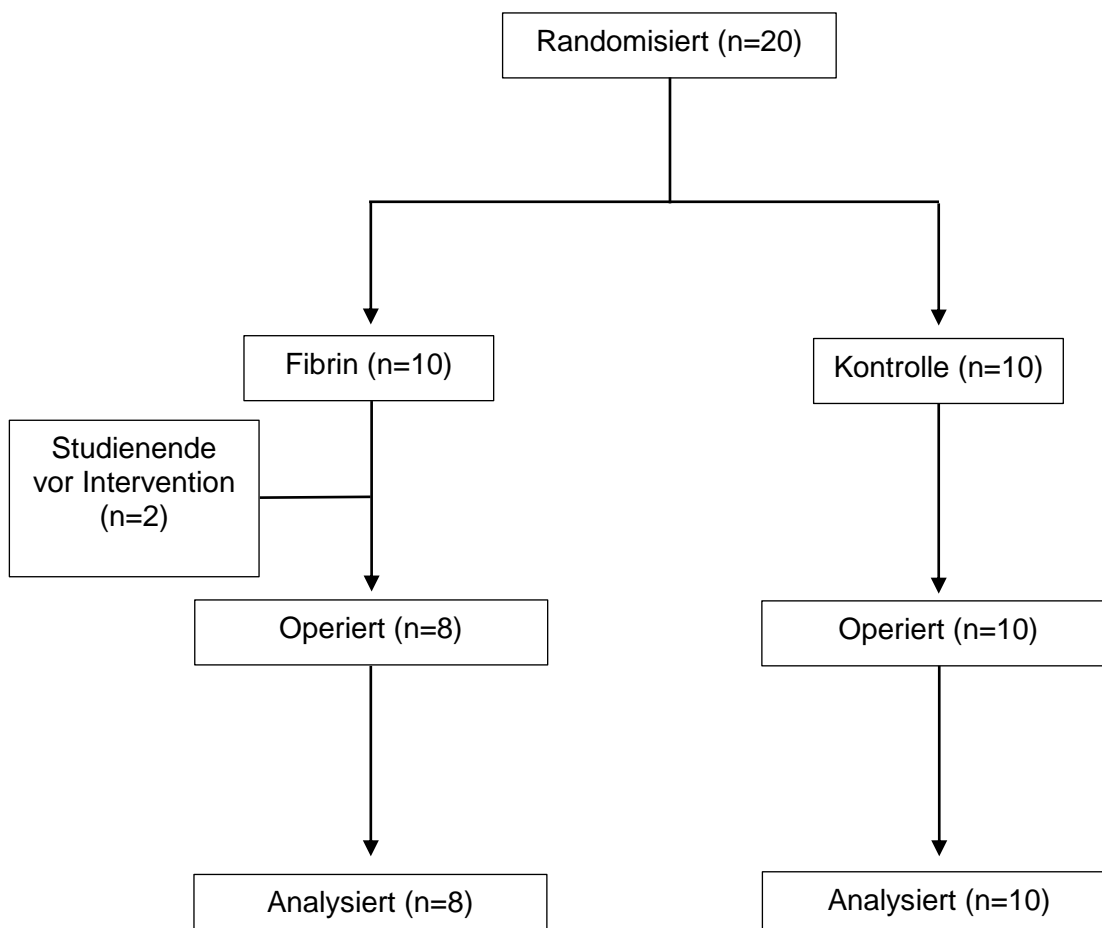 Randomisiert (n=20)
Fibrin (n=10)
Kontrolle (n=10)
Studienende
vor Intervention
(n=2)
Operiert (n=8)
Operiert (n=10)
Analysiert (n=8)
Analysiert (n=10)